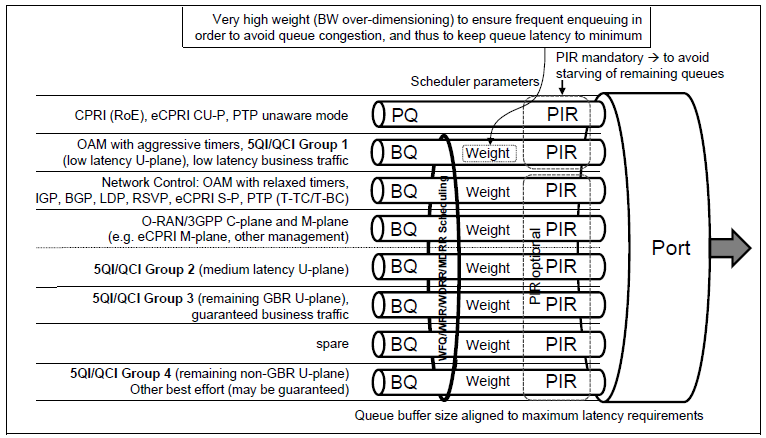 Very high weight (BW over-dimensioning) to ensure frequent enqueuing in
order to avoid queue congestion, and thus to keep queue latency to minimum
PIR mandatory → to avoid
starving of remaining queues
Scheduler parameters
CPRI (RoE), eCPRI CU-P, PTP unaware mode
PQ
PIR
OAM with aggressive timers, 5QI/QCI Group 1
(low latency U-plane), low latency business traffic
BQ
Weight
PIR
Network Control: OAM with relaxed timers,
IGP, BGP, LDP, RSVP, eCPRI S-P, PTP (T-TC/T-BC)
BQ
Weight
PIR
O-RAN/3GPP C-plane and M-plane
(e.g. eCPRI M-plane, other management)
BQ
Weight
PIR
5QI/QCI Group 2 (medium latency U-plane)
BQ
Weight
PIR
5QI/QCI Group 3 (remaining GBR U-plane),
guaranteed business traffic
BQ
Weight
PIR
spare
BQ
Weight
PIR
5QI/QCI Group 4 (remaining non-GBR U-plane)
Other best effort (may be guaranteed)
BQ
Weight
PIR
WFQ/WRR/WDRR/MDRR Scheduling
PIR optional
Port
Queue buffer size aligned to maximum latency requirements